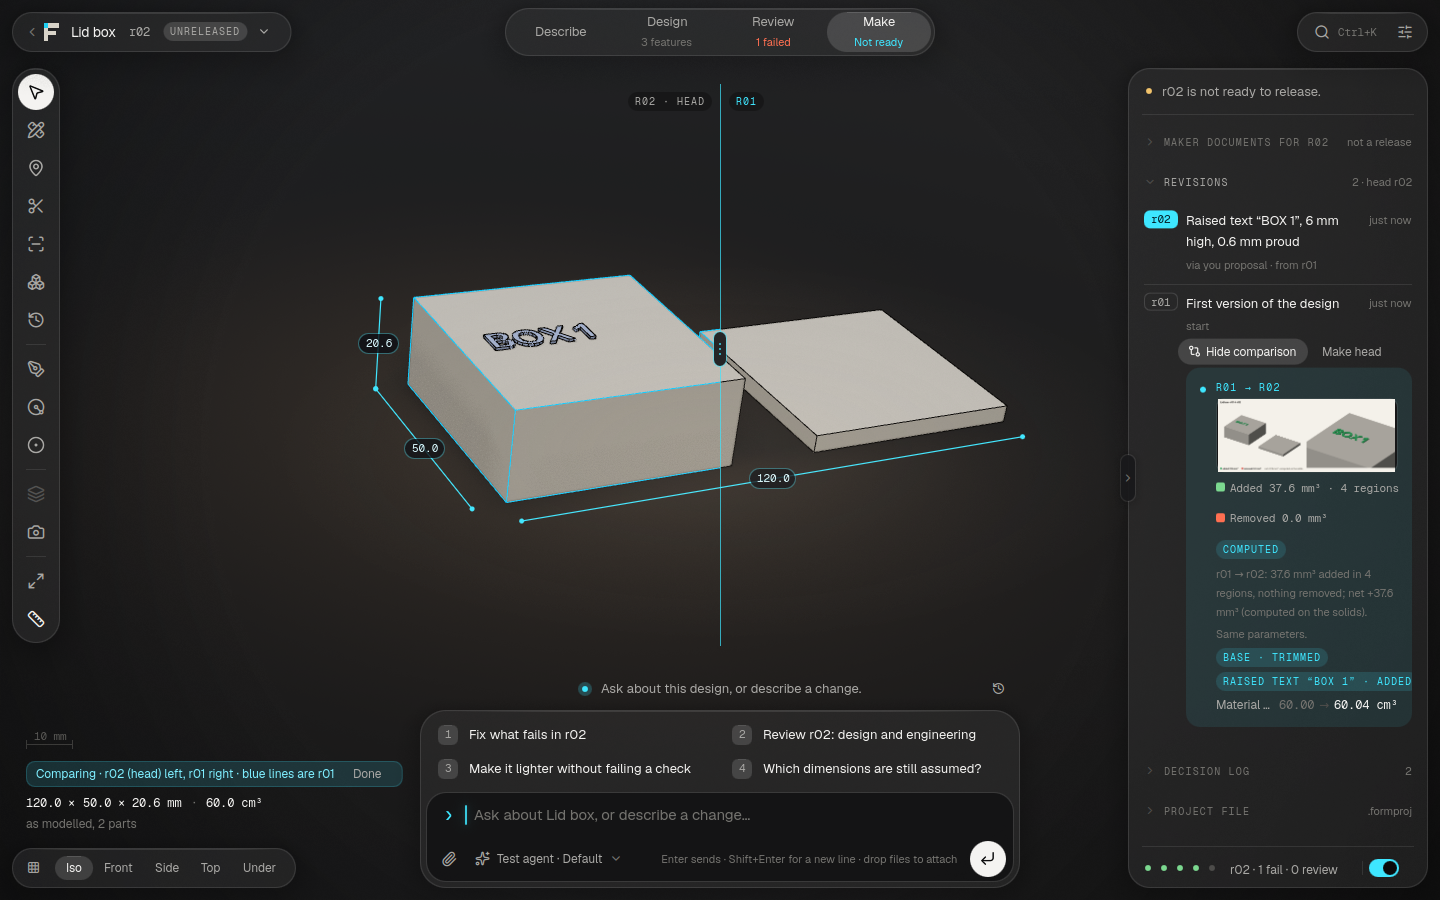 Lid box r02 UNRELEASED
Describe
Design
3 features
Review
1 failed
Make
Not ready
Ctrl+K
R02 · HEAD
R01
BOX 1
20.6
50.0
120.0
r02 is not ready to release.
MAKER DOCUMENTS FOR R02 not a release
REVISIONS 2 · head r02
r02 Raised text “BOX 1”, 6 mm just now
high, 0.6 mm proud
via you proposal · from r01
r01 First version of the design just now
start
Hide comparison Make head
R01 → R02
BOX 1
Added 37.6 mm³ · 4 regions
Removed 0.0 mm³
COMPUTED
r01 → r02: 37.6 mm³ added in 4
regions, nothing removed; net +37.6
mm³ (computed on the solids).
Same parameters.
BASE · TRIMMED
RAISED TEXT “BOX 1” · ADDED
Material … 60.00 → 60.04 cm³
DECISION LOG 2
PROJECT FILE .formproj
r02 · 1 fail · 0 review
Ask about this design, or describe a change.
1 Fix what fails in r02
2 Review r02: design and engineering
3 Make it lighter without failing a check
4 Which dimensions are still assumed?
Ask about Lid box, or describe a change…
Test agent · Default
Enter sends · Shift+Enter for a new line · drop files to attach
10 mm
Comparing · r02 (head) left, r01 right · blue lines are r01 Done
120.0 × 50.0 × 20.6 mm · 60.0 cm³
as modelled, 2 parts
Iso Front Side Top Under